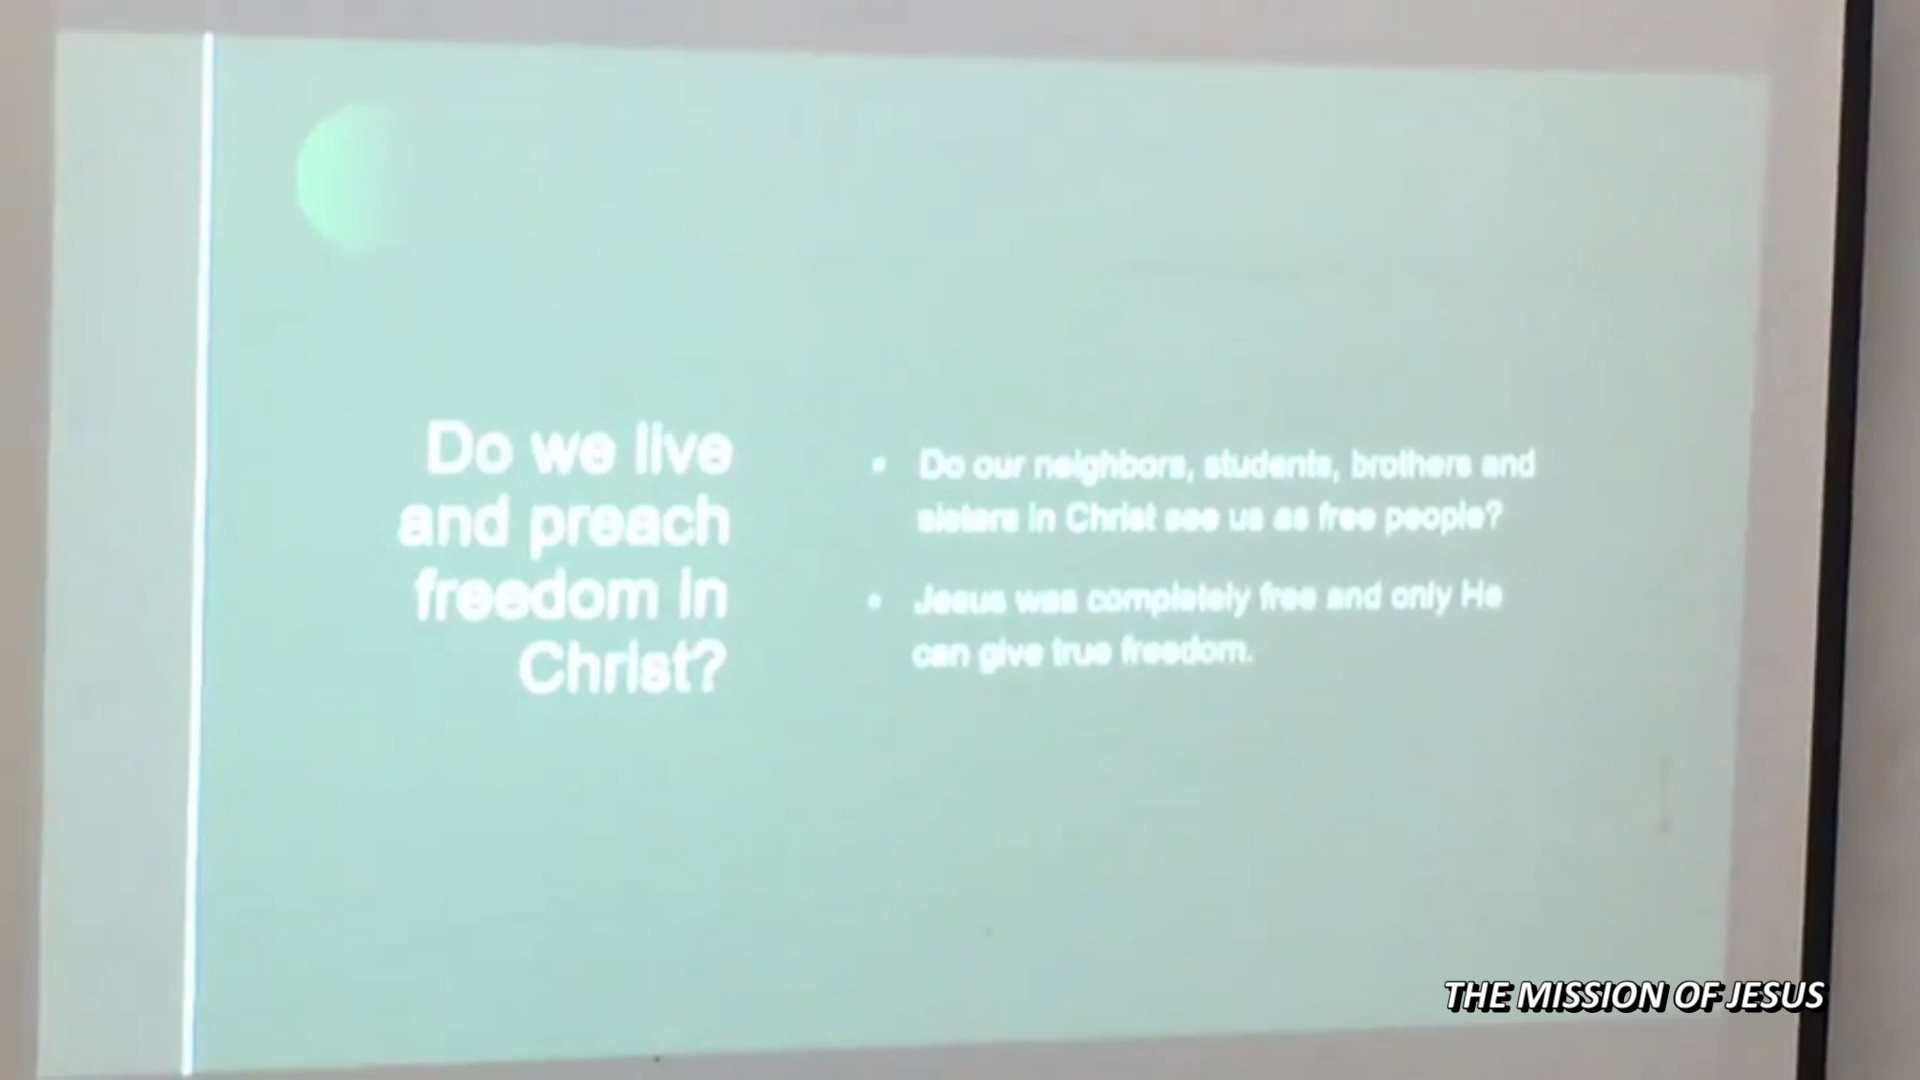 Do we live
and preach
freedom in
Christ?
• Do our neighbors, students, brothers and
sisters in Christ see us as free people?
• Jesus was completely free and only He
can give true freedom.
THE MISSION OF JESUS